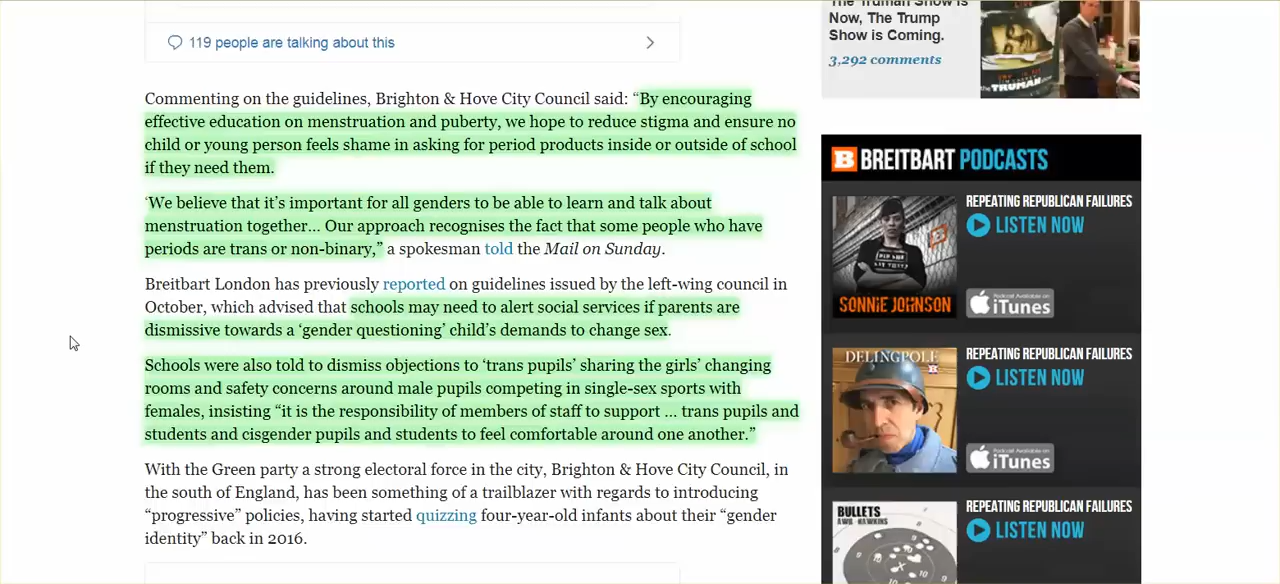 119 people are talking about this
Commenting on the guidelines, Brighton & Hove City Council said: “By encouraging
effective education on menstruation and puberty, we hope to reduce stigma and ensure no
child or young person feels shame in asking for period products inside or outside of school
if they need them.
‘We believe that it’s important for all genders to be able to learn and talk about
menstruation together… Our approach recognises the fact that some people who have
periods are trans or non-binary,” a spokesman told the Mail on Sunday.
Breitbart London has previously reported on guidelines issued by the left-wing council in
October, which advised that schools may need to alert social services if parents are
dismissive towards a ‘gender questioning’ child’s demands to change sex.
Schools were also told to dismiss objections to ‘trans pupils’ sharing the girls’ changing
rooms and safety concerns around male pupils competing in single-sex sports with
females, insisting “it is the responsibility of members of staff to support … trans pupils and
students and cisgender pupils and students to feel comfortable around one another.”
With the Green party a strong electoral force in the city, Brighton & Hove City Council, in
the south of England, has been something of a trailblazer with regards to introducing
“progressive” policies, having started quizzing four-year-old infants about their “gender
identity” back in 2016.
The Truman Show is
Now, The Trump
Show is Coming.
3,292 comments
TRUMAN
B BREITBART PODCASTS
REPEATING REPUBLICAN FAILURES
LISTEN NOW
SONNIE JOHNSON
Podcast Available on
iTunes
DELINGPOLE
REPEATING REPUBLICAN FAILURES
LISTEN NOW
Podcast Available on
iTunes
BULLETS
AWR HAWKINS
REPEATING REPUBLICAN FAILURES
LISTEN NOW